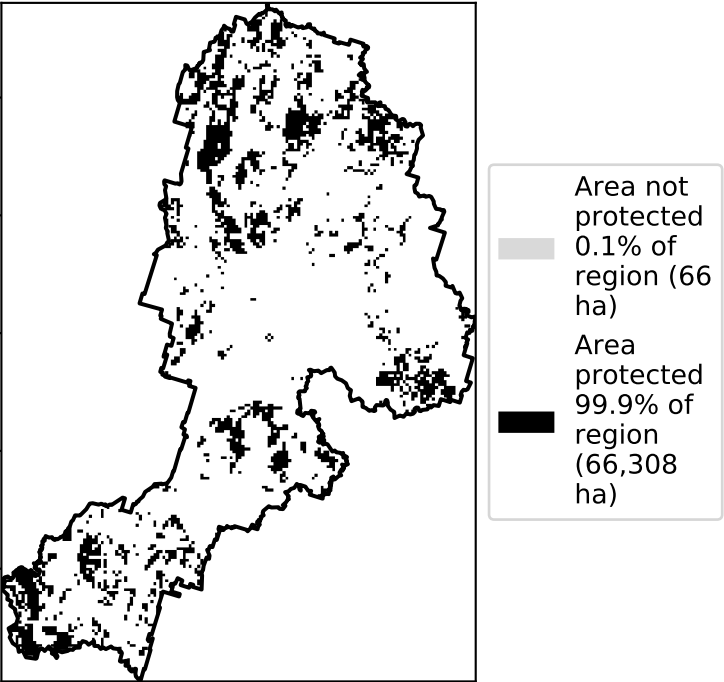 Area not
protected
0.1% of
region (66
ha)
Area
protected
99.9% of
region
(66,308
ha)